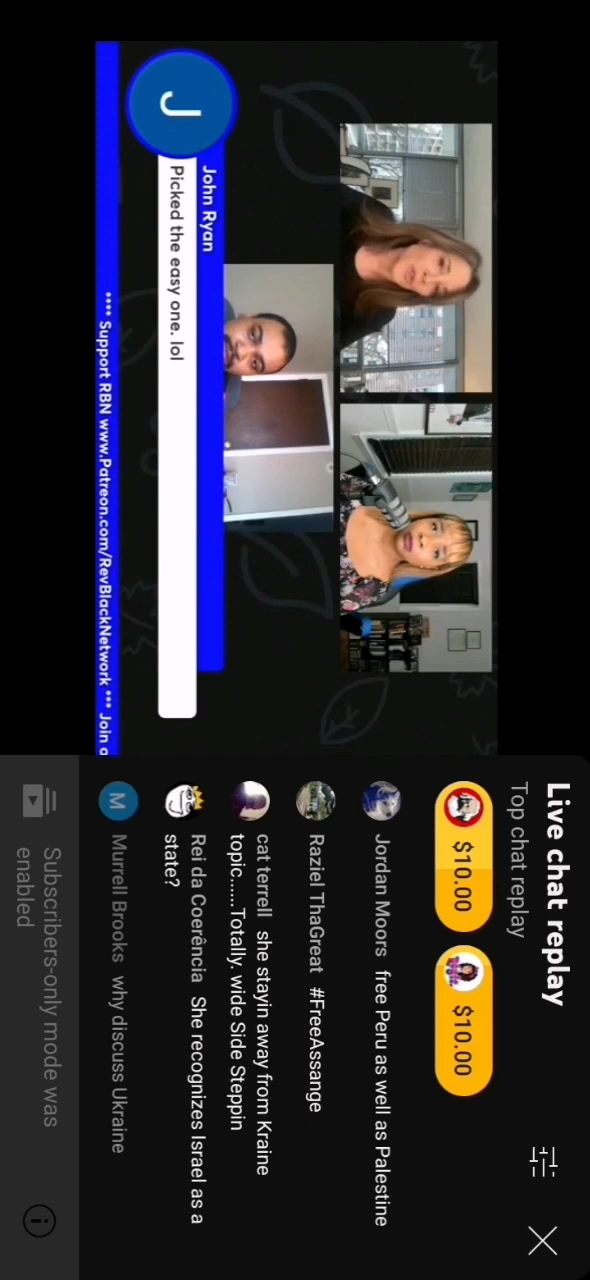 John Ryan
Picked the easy one. lol
**** Support RBN www.Patreon.com/RevBlackNetwork *** Join
J
Live chat replay
Top chat replay
$10.00 $10.00
Jordan Moors free Peru as well as Palestine
Raziel ThaGreat #FreeAssange
cat terrell she stayin away from Kraine
topic......Totally. wide Side Steppin
Rei da Coerência She recognizes Israel as a
state?
M
Murrell Brooks why discuss Ukraine
Subscribers-only mode was
enabled